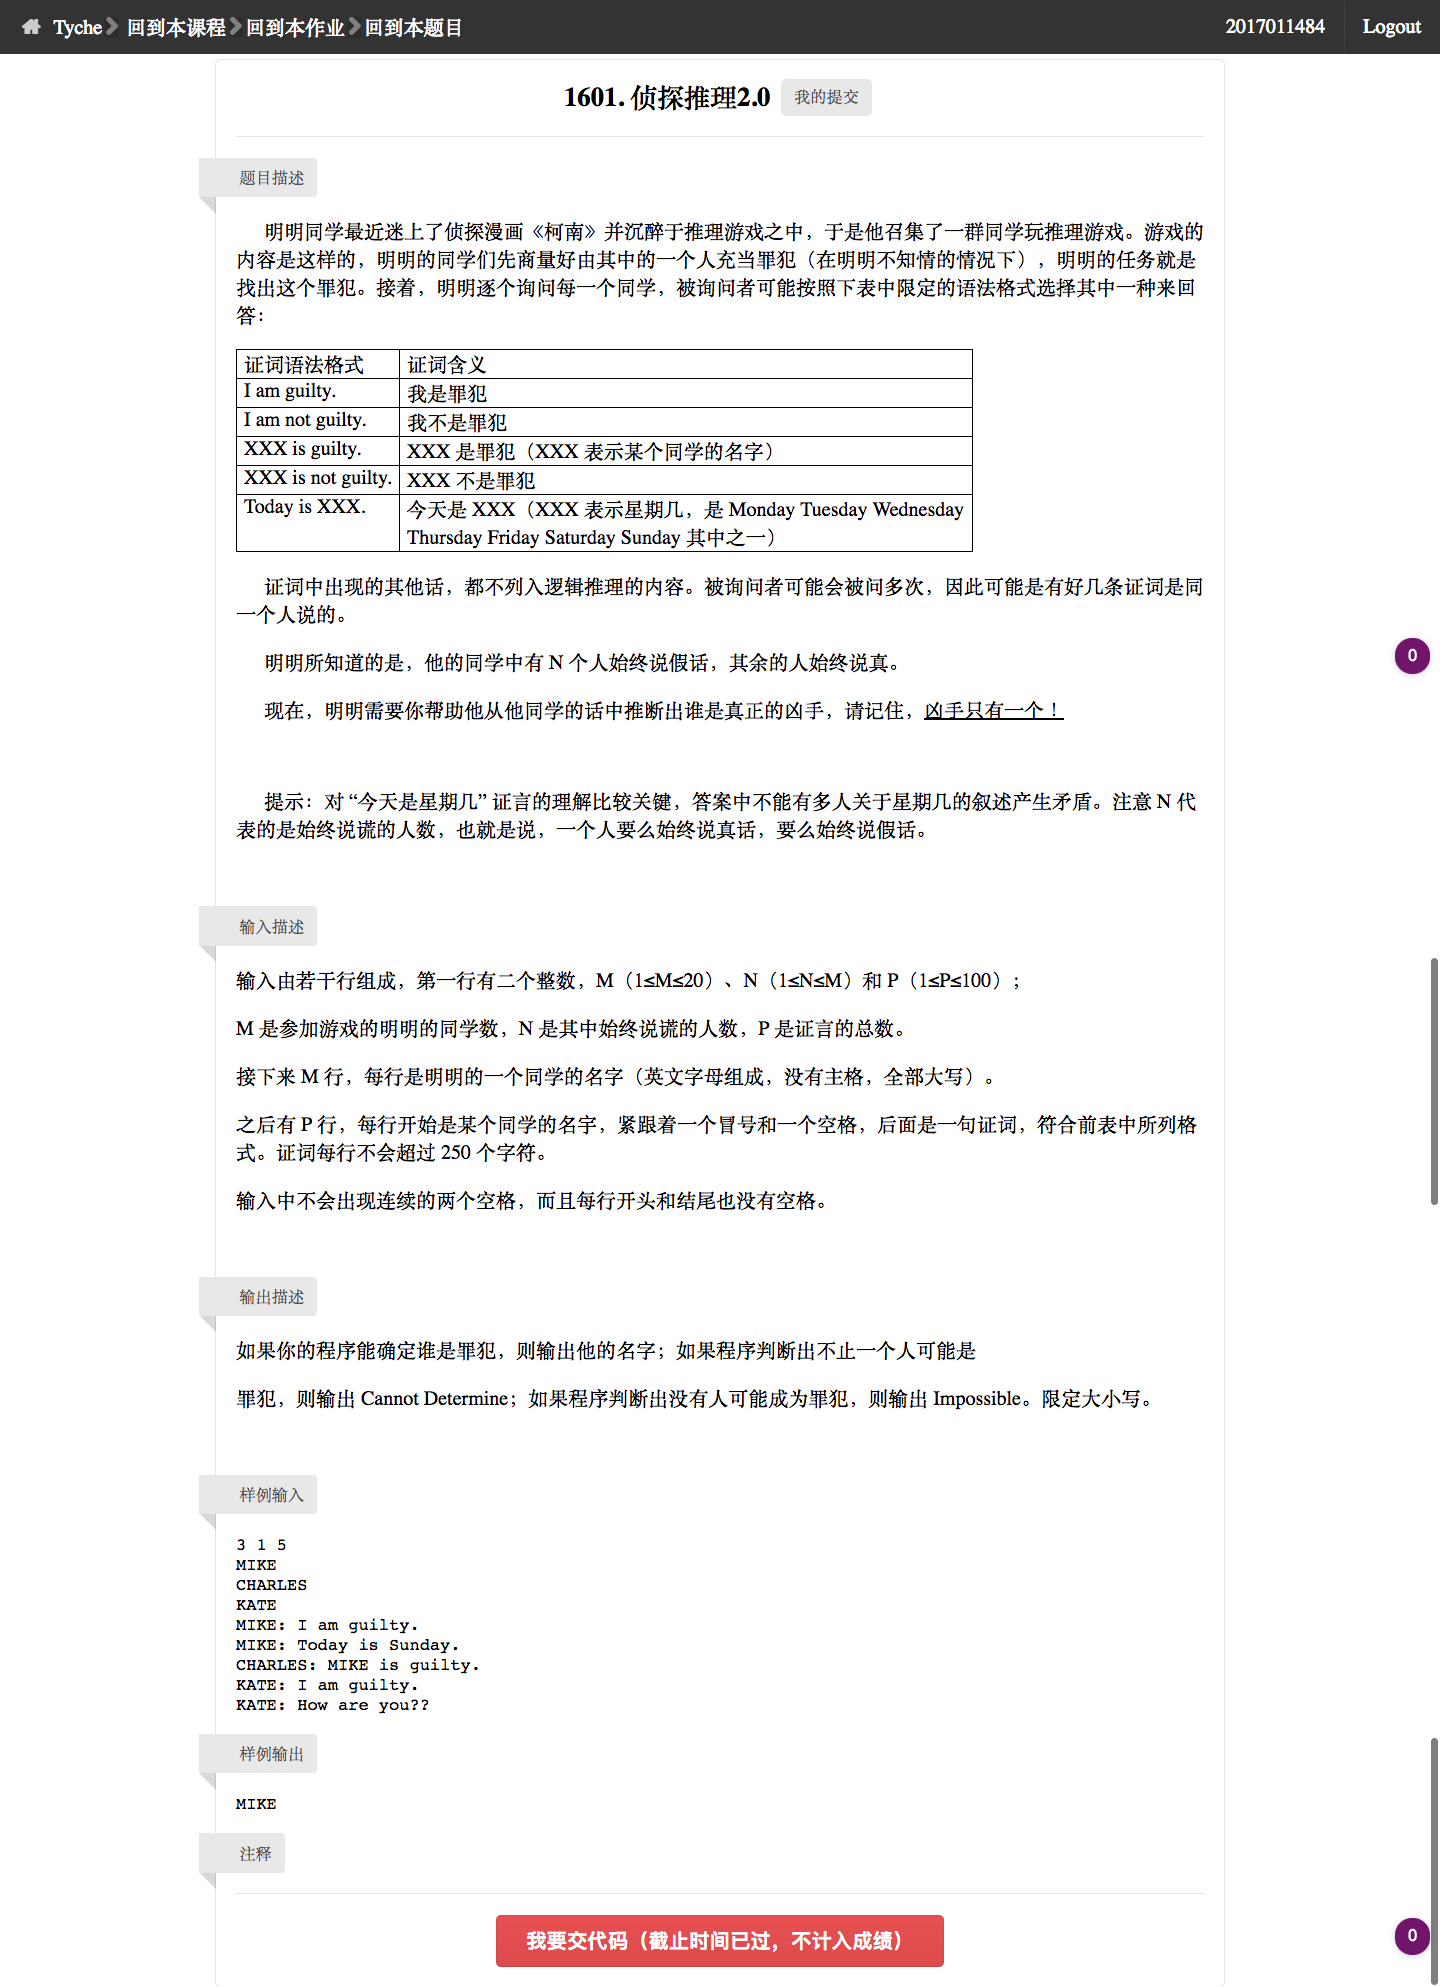 Tyche 回到本课程 回到本作业 回到本题目 2017011484 Logout
1601. 侦探推理2.0 我的提交
题目描述
明明同学最近迷上了侦探漫画《柯南》并沉醉于推理游戏之中，于是他召集了一群同学玩推理游戏。游戏的
内容是这样的，明明的同学们先商量好由其中的一个人充当罪犯（在明明不知情的情况下），明明的任务就是
找出这个罪犯。接着，明明逐个询问每一个同学，被询问者可能按照下表中限定的语法格式选择其中一种来回
答：
证词语法格式 证词含义
I am guilty. 我是罪犯
I am not guilty. 我不是罪犯
XXX is guilty. XXX 是罪犯（XXX 表示某个同学的名字）
XXX is not guilty. XXX 不是罪犯
Today is XXX. 今天是 XXX（XXX 表示星期几，是 Monday Tuesday Wednesday
Thursday Friday Saturday Sunday 其中之一）
证词中出现的其他话，都不列入逻辑推理的内容。被询问者可能会被问多次，因此可能是有好几条证词是同
一个人说的。
明明所知道的是，他的同学中有 N 个人始终说假话，其余的人始终说真。
现在，明明需要你帮助他从他同学的话中推断出谁是真正的凶手，请记住，凶手只有一个！
提示：对 “今天是星期几” 证言的理解比较关键，答案中不能有多人关于星期几的叙述产生矛盾。注意 N 代
表的是始终说谎的人数，也就是说，一个人要么始终说真话，要么始终说假话。
输入描述
输入由若干行组成，第一行有二个整数，M（1≤M≤20）、N（1≤N≤M）和 P（1≤P≤100）；
M 是参加游戏的明明的同学数，N 是其中始终说谎的人数，P 是证言的总数。
接下来 M 行，每行是明明的一个同学的名字（英文字母组成，没有主格，全部大写）。
之后有 P 行，每行开始是某个同学的名字，紧跟着一个冒号和一个空格，后面是一句证词，符合前表中所列格
式。证词每行不会超过 250 个字符。
输入中不会出现连续的两个空格，而且每行开头和结尾也没有空格。
输出描述
如果你的程序能确定谁是罪犯，则输出他的名字；如果程序判断出不止一个人可能是
罪犯，则输出 Cannot Determine；如果程序判断出没有人可能成为罪犯，则输出 Impossible。限定大小写。
样例输入
3 1 5
MIKE
CHARLES
KATE
MIKE: I am guilty.
MIKE: Today is Sunday.
CHARLES: MIKE is guilty.
KATE: I am guilty.
KATE: How are you??
样例输出
MIKE
注释
我要交代码（截止时间已过，不计入成绩）
0
0